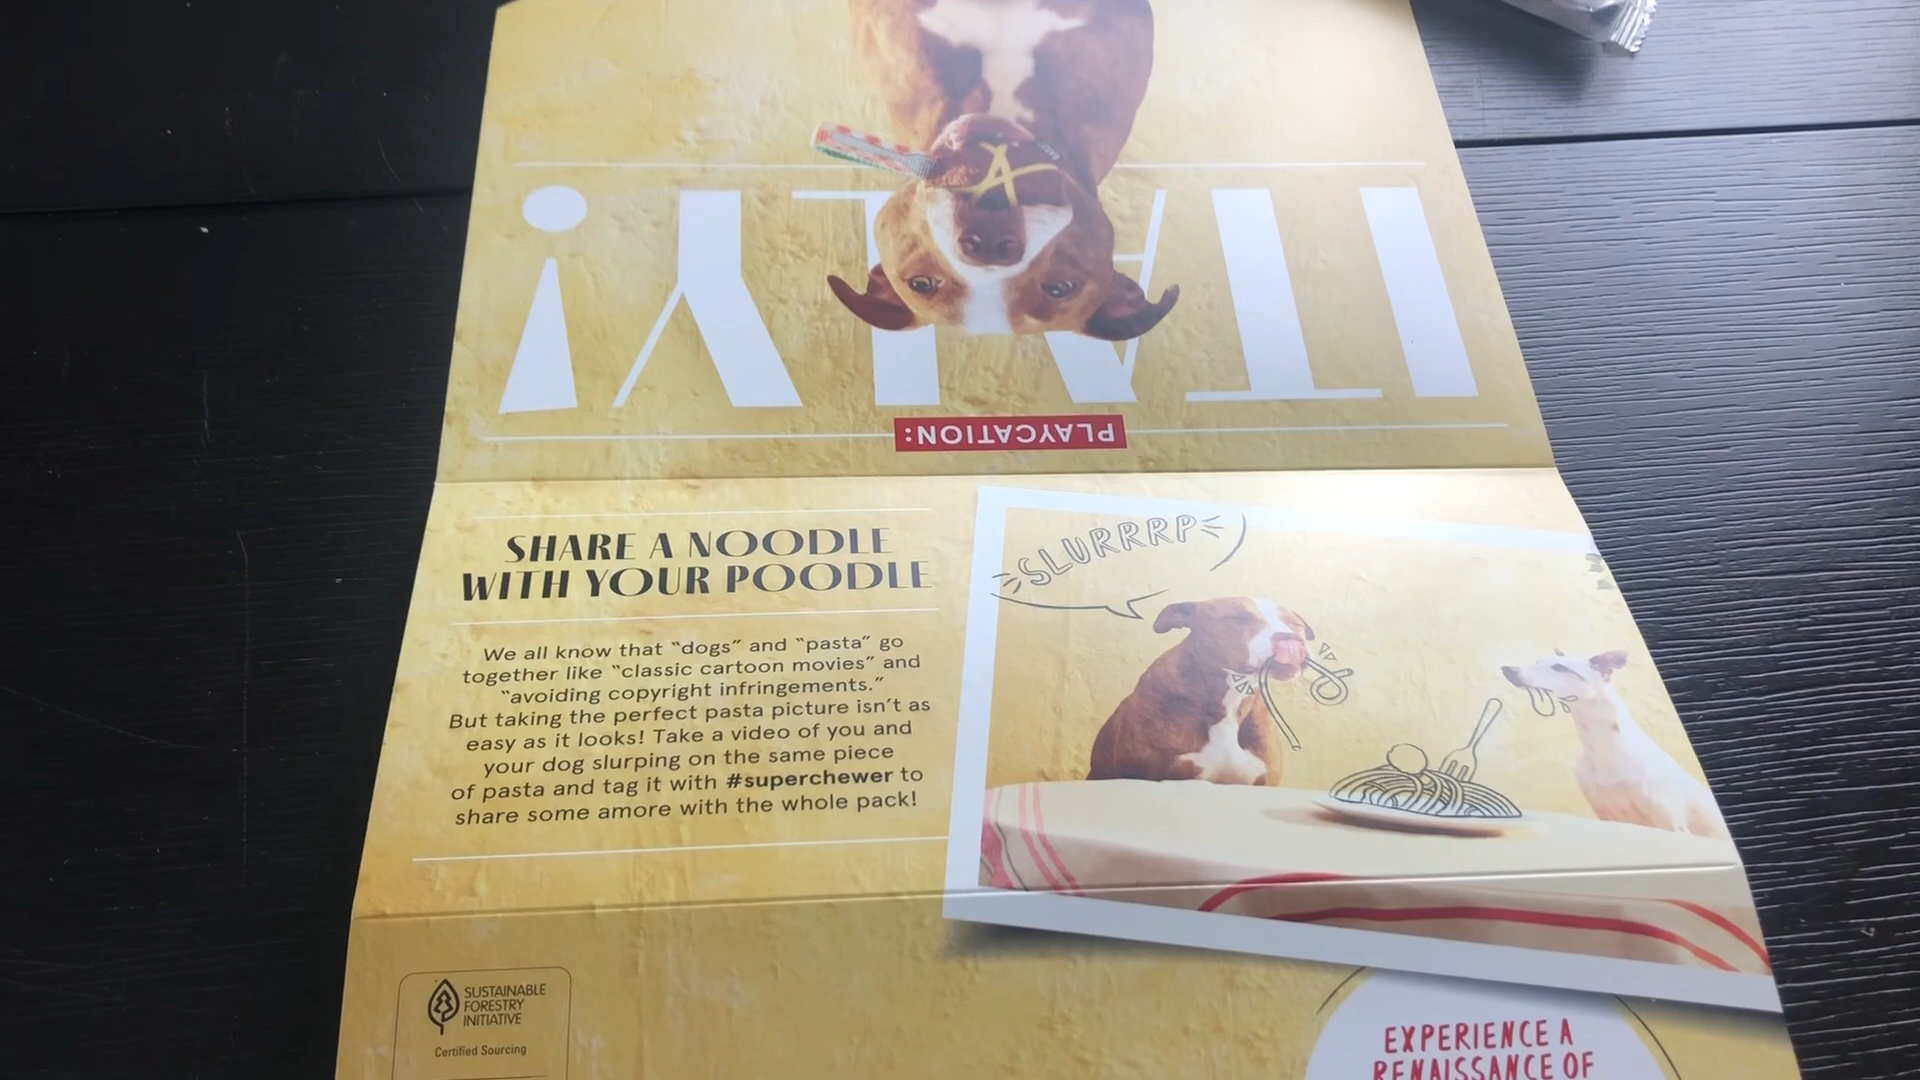 ITALY!
PLAYCATION:
SHARE A NOODLE
WITH YOUR POODLE
We all know that “dogs” and “pasta” go
together like “classic cartoon movies” and
“avoiding copyright infringements.”
But taking the perfect pasta picture isn’t as
easy as it looks! Take a video of you and
your dog slurping on the same piece
of pasta and tag it with #superchewer to
share some amore with the whole pack!
SLURRRP
SUSTAINABLE
FORESTRY
INITIATIVE
Certified Sourcing
EXPERIENCE A
RENAISSANCE OF